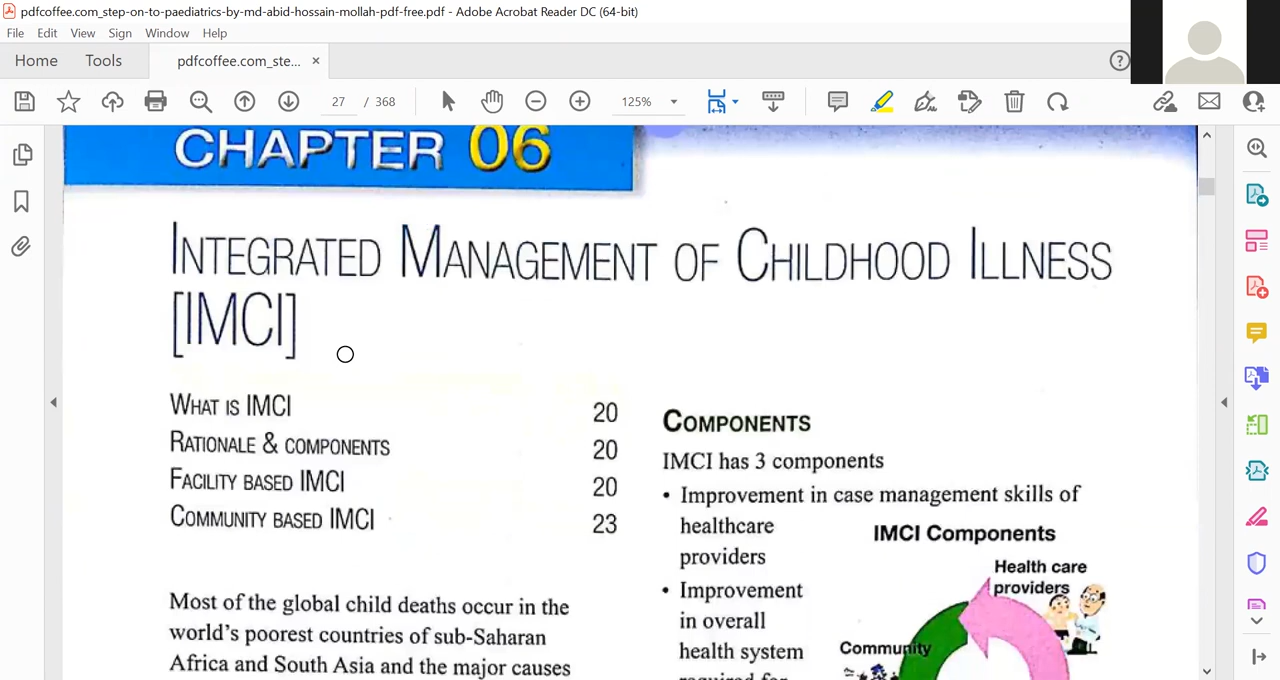 pdfcoffee.com_step-on-to-paediatrics-by-md-abid-hossain-mollah-pdf-free.pdf - Adobe Acrobat Reader DC (64-bit)
File Edit View Sign Window Help
Home Tools pdfcoffee.com_ste... ×
27 / 368 125%
CHAPTER 06
INTEGRATED MANAGEMENT OF CHILDHOOD ILLNESS
[IMCI]
WHAT IS IMCI 20
RATIONALE & COMPONENTS 20
FACILITY BASED IMCI 20
COMMUNITY BASED IMCI 23
Most of the global child deaths occur in the
world's poorest countries of sub-Saharan
Africa and South Asia and the major causes
COMPONENTS
IMCI has 3 components
• Improvement in case management skills of
healthcare
providers
• Improvement
in overall
health system
required for
IMCI Components
Health care
providers
Community